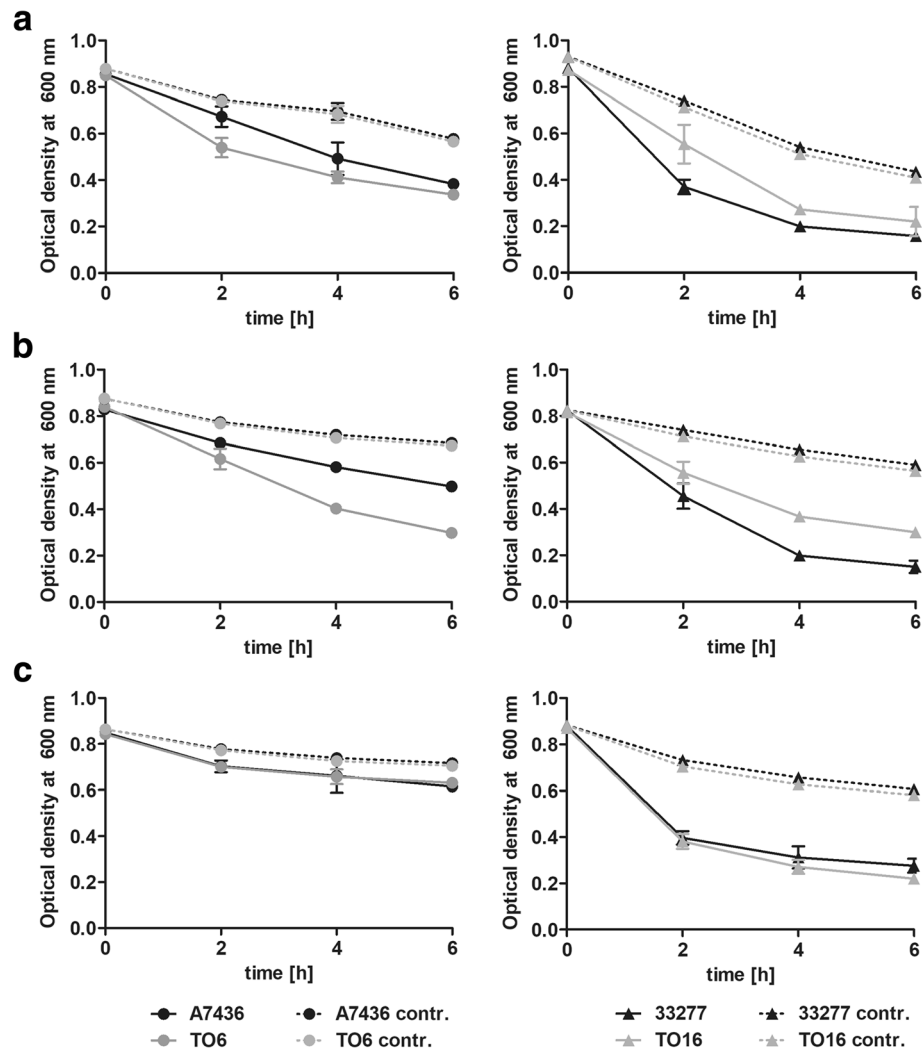 a
Optical density at 600 nm
1.0
0.8
0.6
0.4
0.2
0.0
0 2 4 6
time [h]
Optical density at 600 nm
1.0
0.8
0.6
0.4
0.2
0.0
0 2 4 6
time [h]
b
Optical density at 600 nm
1.0
0.8
0.6
0.4
0.2
0.0
0 2 4 6
time [h]
Optical density at 600 nm
1.0
0.8
0.6
0.4
0.2
0.0
0 2 4 6
time [h]
c
Optical density at 600 nm
1.0
0.8
0.6
0.4
0.2
0.0
0 2 4 6
time [h]
Optical density at 600 nm
1.0
0.8
0.6
0.4
0.2
0.0
0 2 4 6
time [h]
A7436 A7436 contr.
TO6 TO6 contr.
33277 33277 contr.
TO16 TO16 contr.